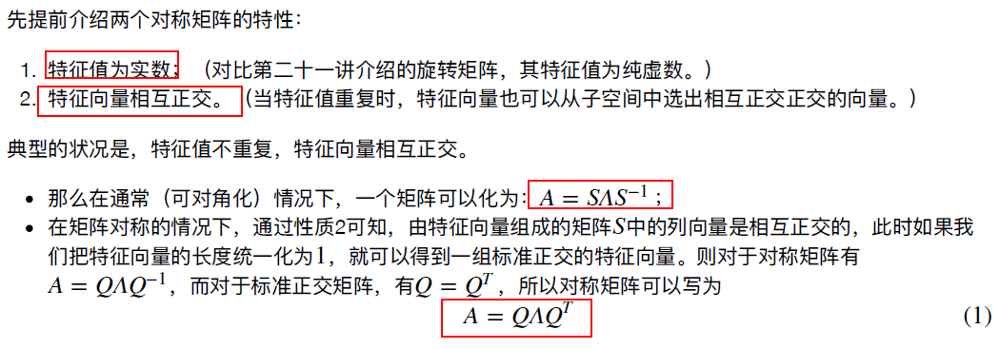 先提前介绍两个对称矩阵的特性：
1. 特征值为实数；（对比第二十一讲介绍的旋转矩阵，其特征值为纯虚数。）
2. 特征向量相互正交。（当特征值重复时，特征向量也可以从子空间中选出相互正交正交的向量。）
典型的状况是，特征值不重复，特征向量相互正交。
• 那么在通常（可对角化）情况下，一个矩阵可以化为：A = SΛS⁻¹；
• 在矩阵对称的情况下，通过性质2可知，由特征向量组成的矩阵S中的列向量是相互正交的，此时如果我
们把特征向量的长度统一化为1，就可以得到一组标准正交的特征向量。则对于对称矩阵有
A = QΛQ⁻¹，而对于标准正交矩阵，有Q = Qᵀ，所以对称矩阵可以写为
A = QΛQᵀ (1)